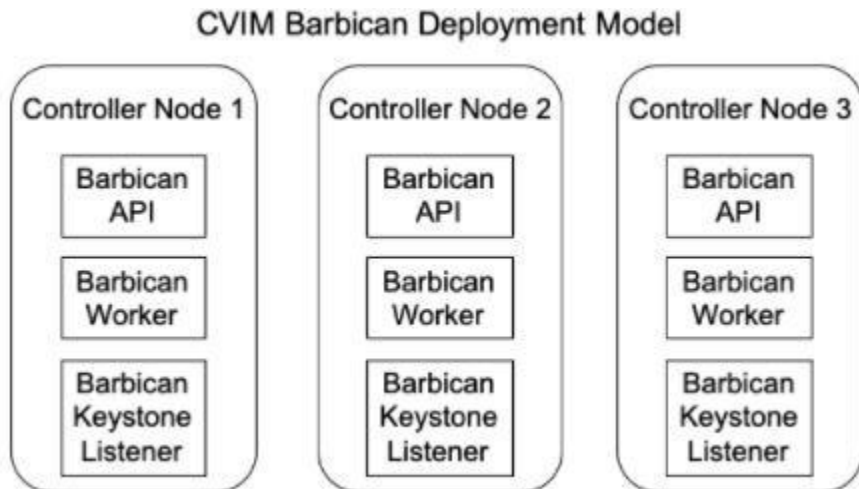 CVIM Barbican Deployment Model
Controller Node 1
Barbican
API
Barbican
Worker
Barbican
Keystone
Listener
Controller Node 2
Barbican
API
Barbican
Worker
Barbican
Keystone
Listener
Controller Node 3
Barbican
API
Barbican
Worker
Barbican
Keystone
Listener